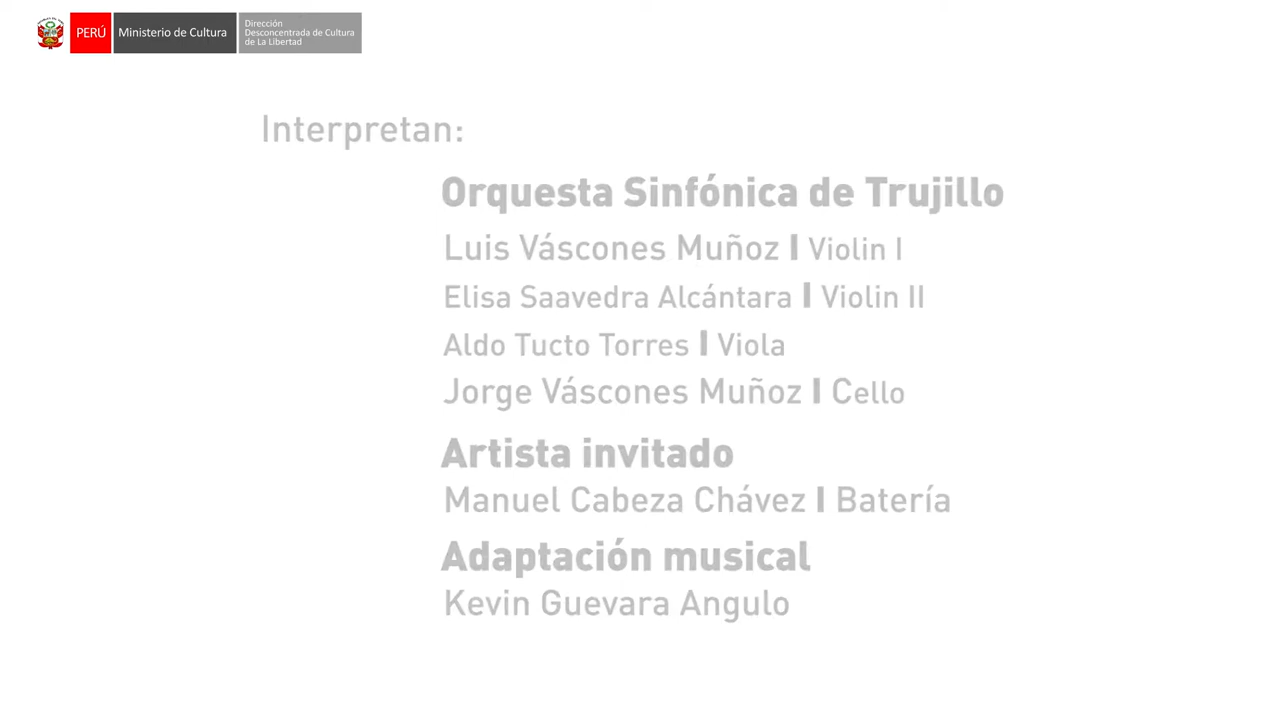 PERÚ
Ministerio de Cultura
Dirección
Desconcentrada de Cultura
de La Libertad
Interpretan:
Orquesta Sinfónica de Trujillo
Luis Váscones Muñoz | Violin I
Elisa Saavedra Alcántara | Violin II
Aldo Tucto Torres | Viola
Jorge Váscones Muñoz | Cello
Artista invitado
Manuel Cabeza Chávez | Batería
Adaptación musical
Kevin Guevara Angulo